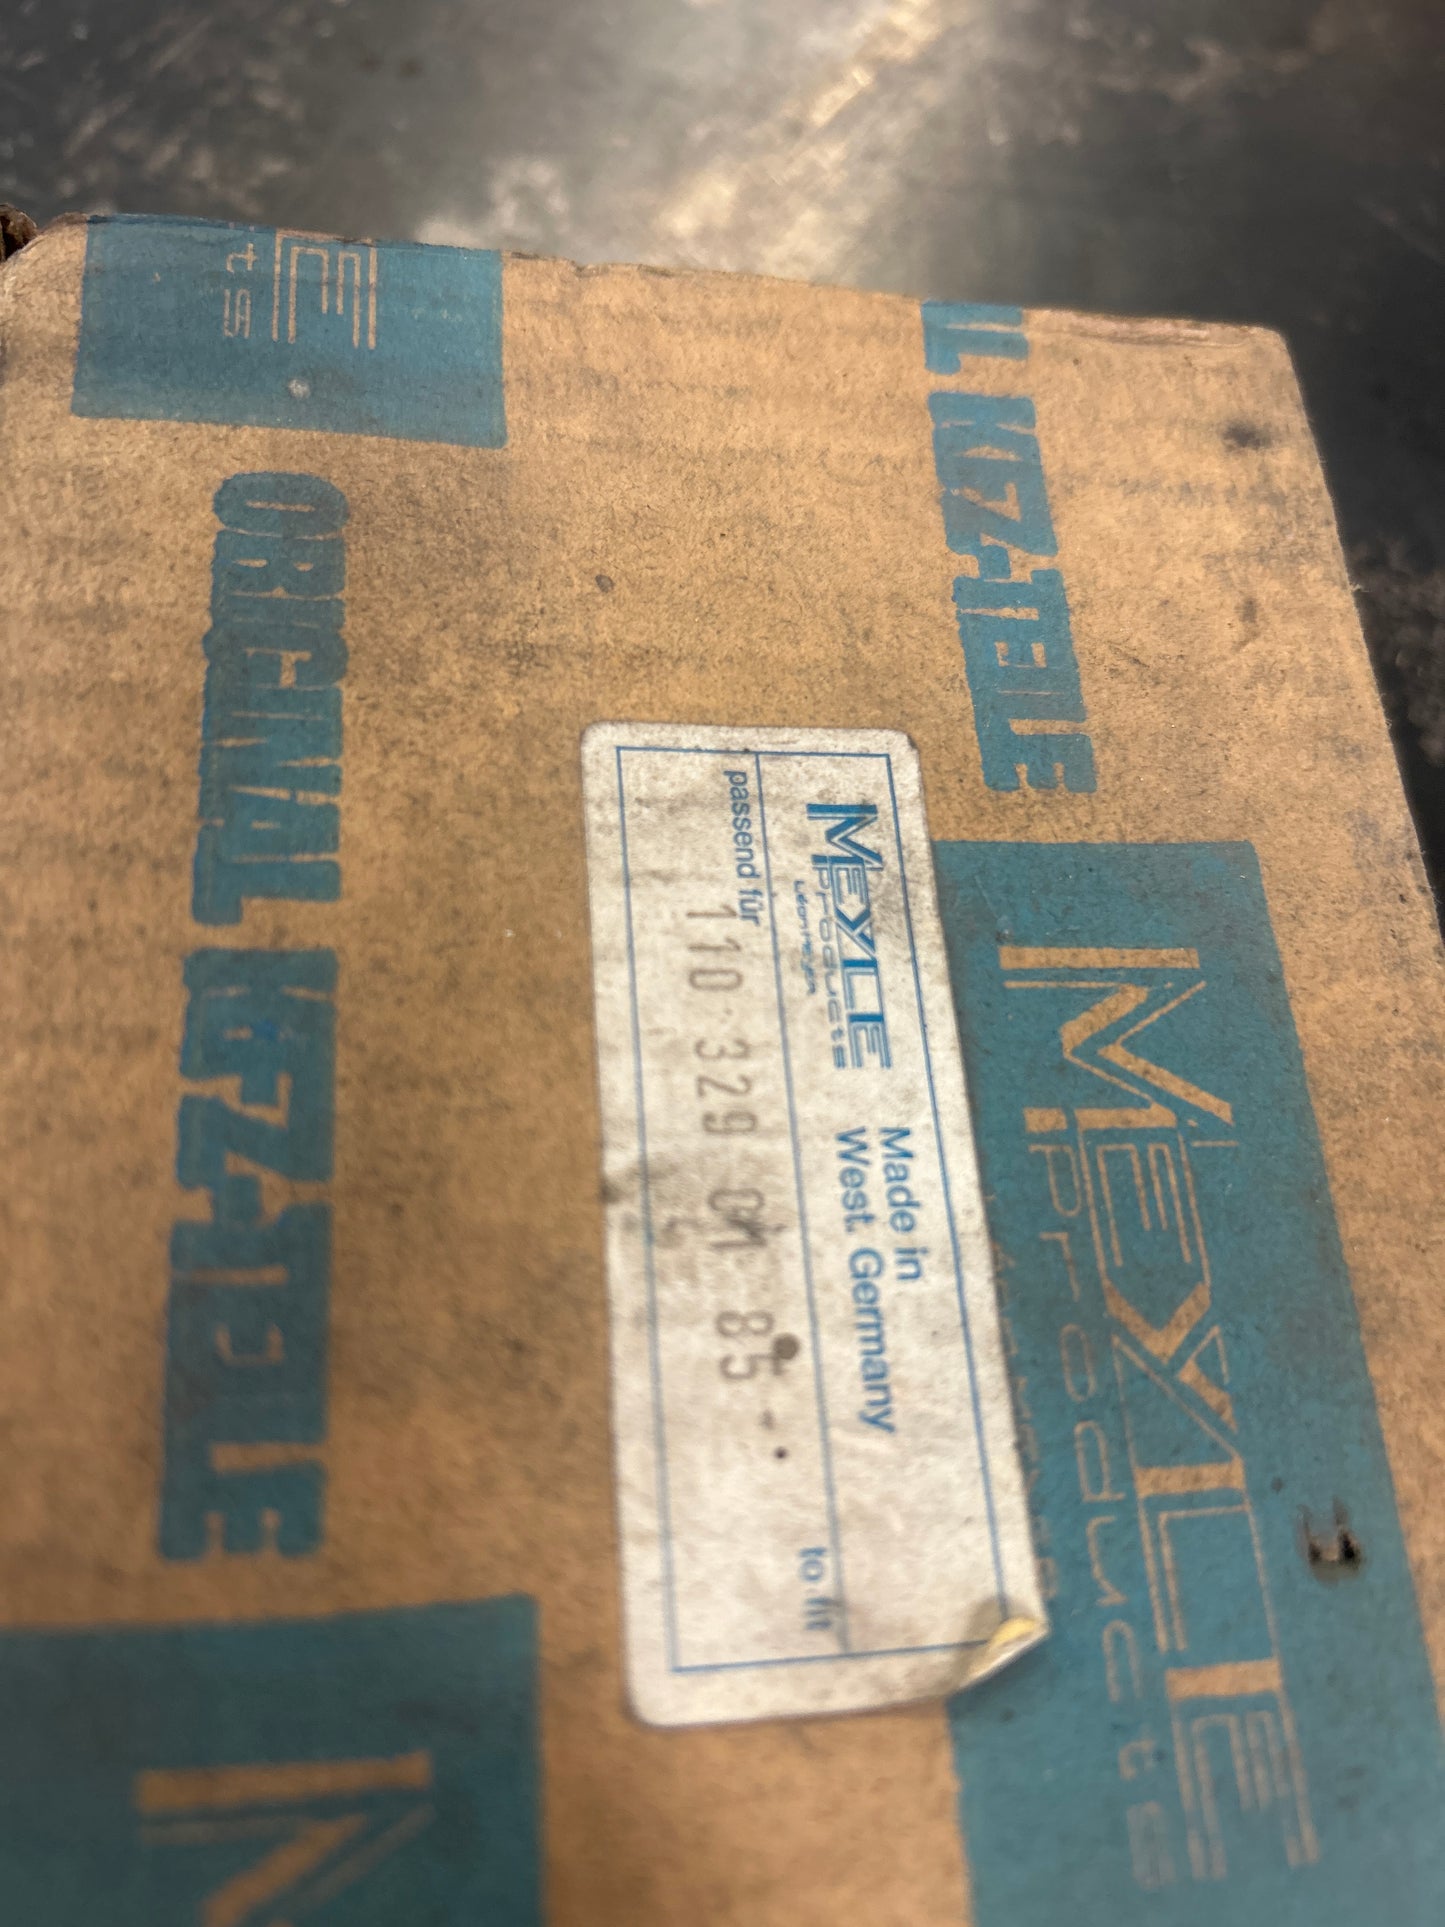 L KFZ-TEILE
MEYLE
Products
MEYLE
Products
Made in
West. Germany
passend für
to fit
110 329 01 85
E
ts
ORIGINAL KFZ-TEILE
M